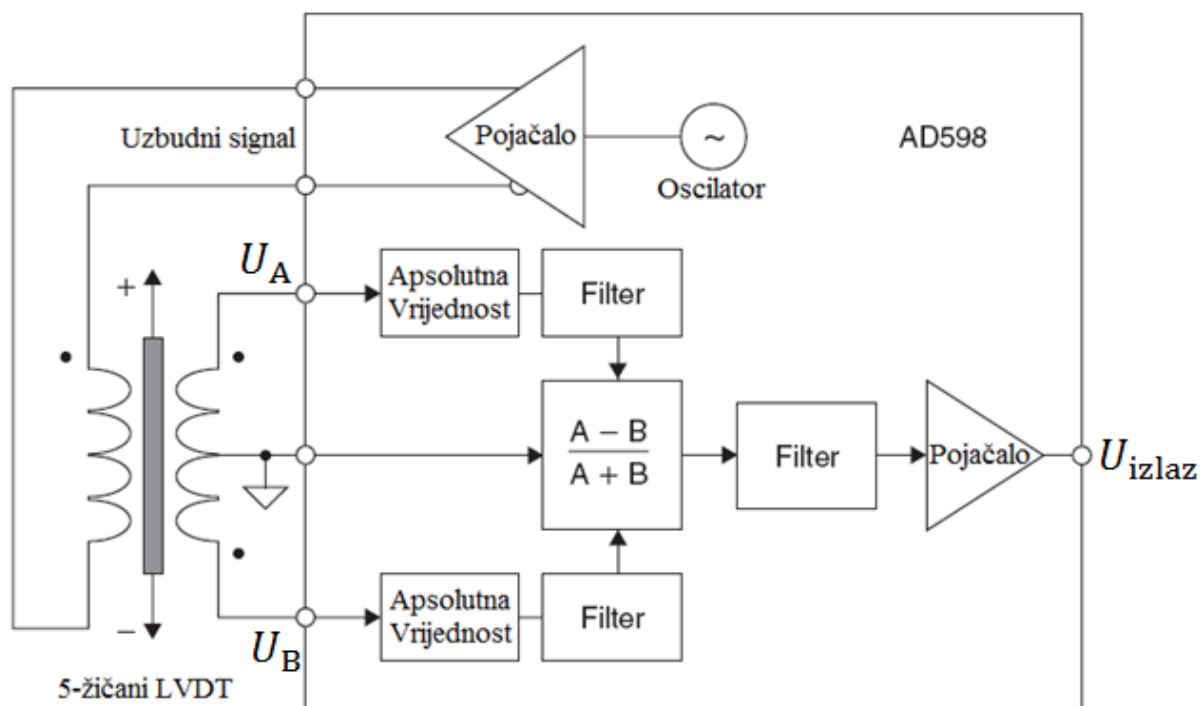 Uzbudni signal
Pojačalo
~
Oscilator
AD598
U_A
Apsolutna
Vrijednost
Filter
+
A − B
A + B
Filter
Pojačalo
U_izlaz
−
U_B
Apsolutna
Vrijednost
Filter
5-žičani LVDT